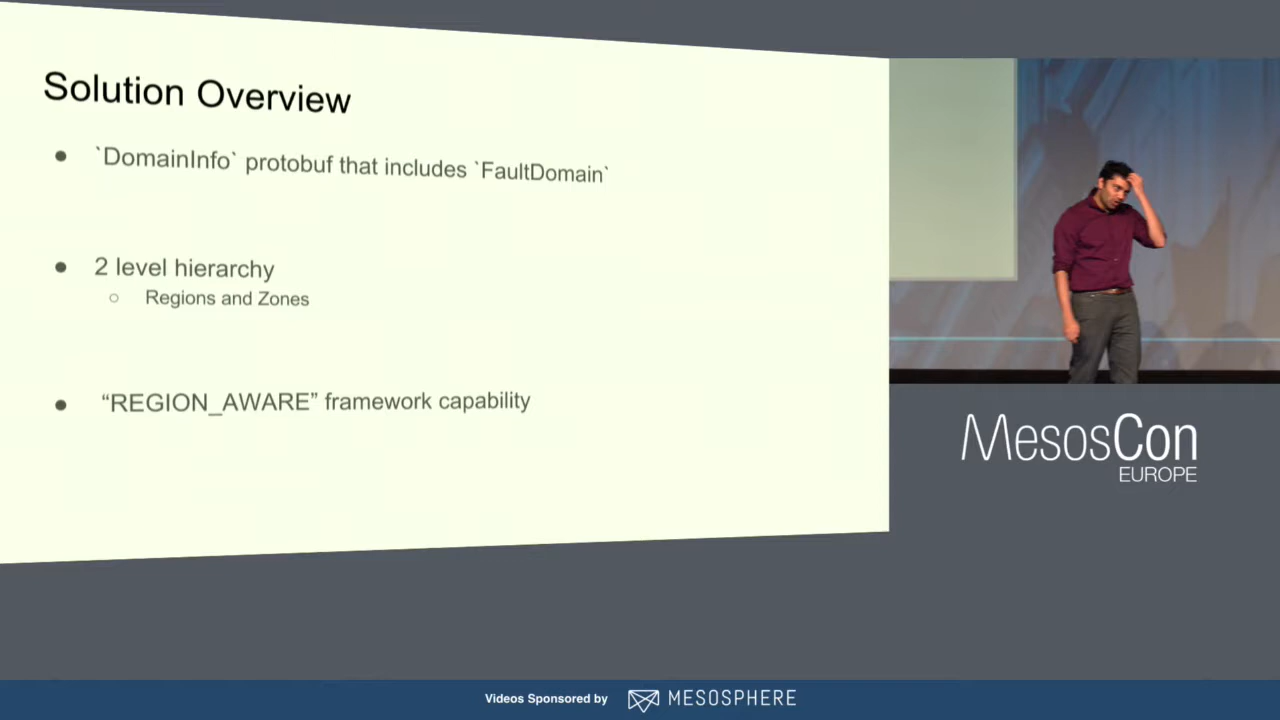 Solution Overview
● `DomainInfo` protobuf that includes `FaultDomain`
● 2 level hierarchy
○ Regions and Zones
● “REGION_AWARE” framework capability
MesosCon
EUROPE
Videos Sponsored by MESOSPHERE